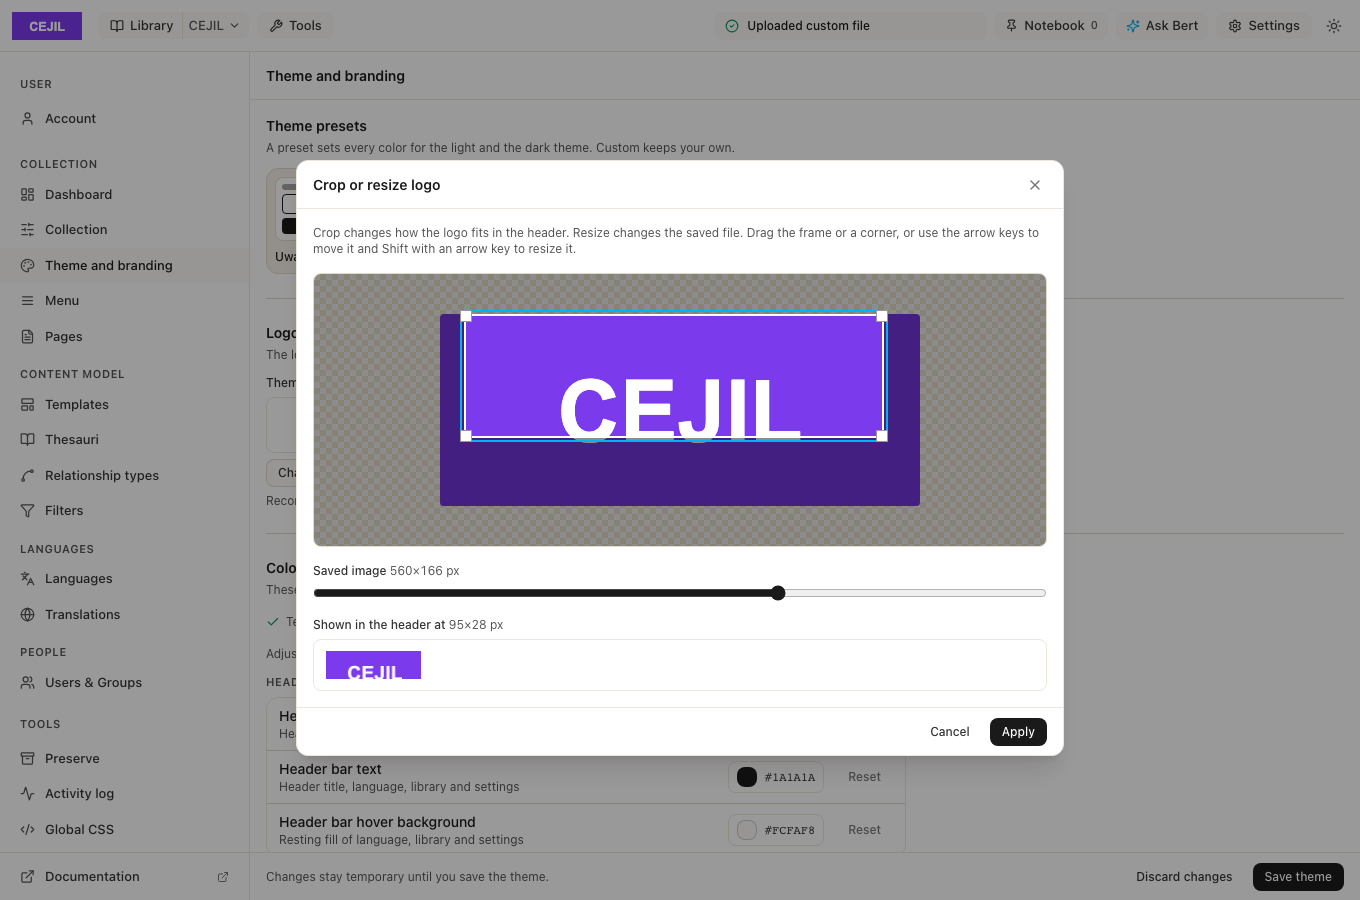 CEJIL
Library
CEJIL
Tools
Uploaded custom file
Notebook 0
Ask Bert
Settings
USER
Account
COLLECTION
Dashboard
Collection
Theme and branding
Menu
Pages
CONTENT MODEL
Templates
Thesauri
Relationship types
Filters
LANGUAGES
Languages
Translations
PEOPLE
Users & Groups
TOOLS
Preserve
Activity log
Global CSS
Documentation
Theme and branding
Theme presets
A preset sets every color for the light and the dark theme. Custom keeps your own.
Crop or resize logo
Crop changes how the logo fits in the header. Resize changes the saved file. Drag the frame or a corner, or use the arrow keys to
move it and Shift with an arrow key to resize it.
CEJIL
Saved image 560×166 px
Shown in the header at 95×28 px
CEJIL
Cancel
Apply
Header bar text
Header title, language, library and settings
#1A1A1A
Reset
Header bar hover background
Resting fill of language, library and settings
#FCFAF8
Reset
Changes stay temporary until you save the theme.
Discard changes
Save theme